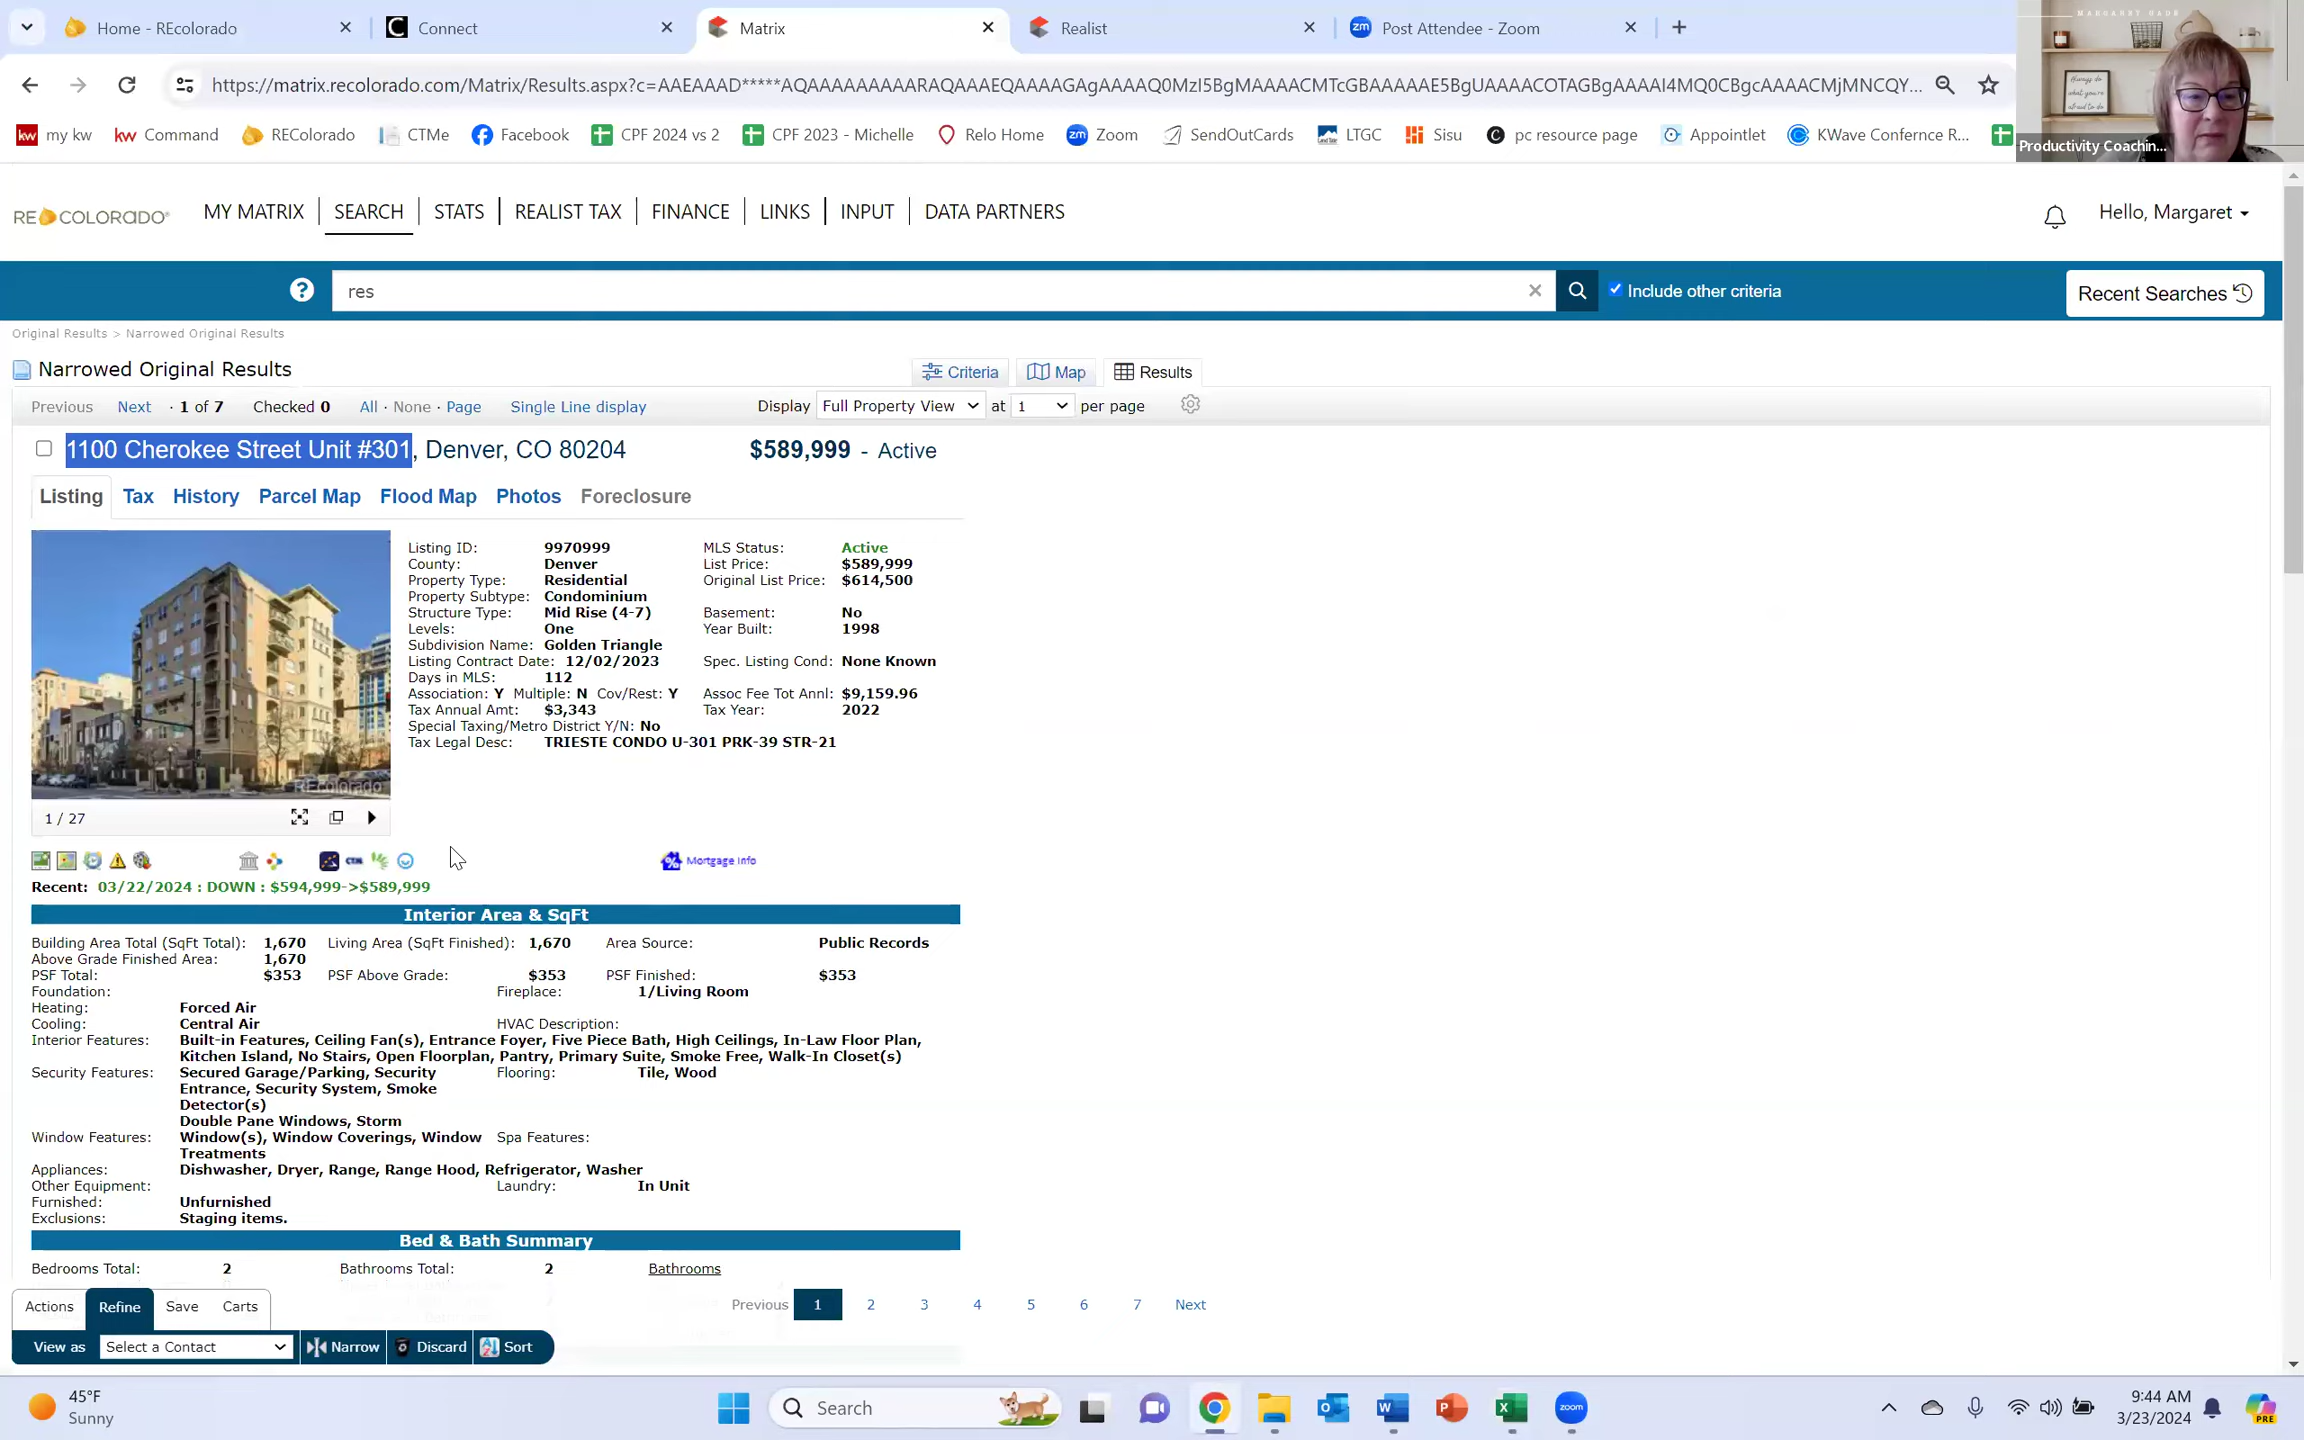 Home - REcolorado
Connect
Matrix
Realist
Post Attendee - Zoom
https://matrix.recolorado.com/Matrix/Results.aspx?c=AAEAAAD*****AQAAAAAAAAARAQAAAEQAAAAGAgAAAAQ0MzI5BgMAAAACMTcGBAAAAAE5BgUAAAACOTAGBgAAAAI4MQ0CBgcAAAACMjMNCQY...
my kw
Command
REColorado
CTMe
Facebook
CPF 2024 vs 2
CPF 2023 - Michelle
Relo Home
Zoom
SendOutCards
LTGC
Sisu
pc resource page
Appointlet
KWave Confernce R...
MARGARET GADE
Productivity Coachin...
RECOLORADO
MY MATRIX
SEARCH
STATS
REALIST TAX
FINANCE
LINKS
INPUT
DATA PARTNERS
Hello, Margaret
res
Include other criteria
Recent Searches
Original Results > Narrowed Original Results
Narrowed Original Results
Criteria
Map
Results
Previous Next · 1 of 7 Checked 0 All · None · Page Single Line display Display Full Property View at 1 per page
1100 Cherokee Street Unit #301, Denver, CO 80204 $589,999 - Active
Listing Tax History Parcel Map Flood Map Photos Foreclosure
Listing ID: 9970999 MLS Status: Active
County: Denver List Price: $589,999
Property Type: Residential Original List Price: $614,500
Property Subtype: Condominium
Structure Type: Mid Rise (4-7) Basement: No
Levels: One Year Built: 1998
Subdivision Name: Golden Triangle
Listing Contract Date: 12/02/2023 Spec. Listing Cond: None Known
Days in MLS: 112
Association: Y Multiple: N Cov/Rest: Y Assoc Fee Tot Annl: $9,159.96
Tax Annual Amt: $3,343 Tax Year: 2022
Special Taxing/Metro District Y/N: No
Tax Legal Desc: TRIESTE CONDO U-301 PRK-39 STR-21
REcolorado
1 / 27
CTM
Mortgage Info
Recent: 03/22/2024 : DOWN : $594,999->$589,999
Interior Area & SqFt
Building Area Total (SqFt Total): 1,670 Living Area (SqFt Finished): 1,670 Area Source: Public Records
Above Grade Finished Area: 1,670
PSF Total: $353 PSF Above Grade: $353 PSF Finished: $353
Foundation: Fireplace: 1/Living Room
Heating: Forced Air
Cooling: Central Air HVAC Description:
Interior Features: Built-in Features, Ceiling Fan(s), Entrance Foyer, Five Piece Bath, High Ceilings, In-Law Floor Plan,
Kitchen Island, No Stairs, Open Floorplan, Pantry, Primary Suite, Smoke Free, Walk-In Closet(s)
Security Features: Secured Garage/Parking, Security Flooring: Tile, Wood
Entrance, Security System, Smoke
Detector(s)
Double Pane Windows, Storm
Window Features: Window(s), Window Coverings, Window Spa Features:
Treatments
Appliances: Dishwasher, Dryer, Range, Range Hood, Refrigerator, Washer
Other Equipment: Laundry: In Unit
Furnished: Unfurnished
Exclusions: Staging items.
Bed & Bath Summary
Bedrooms Total: 2 Bathrooms Total: 2 Bathrooms
Actions Refine Save Carts
Previous 1 2 3 4 5 6 7 Next
View as Select a Contact Narrow Discard Sort
45°F
Sunny
Search
zoom
9:44 AM
3/23/2024
PRE